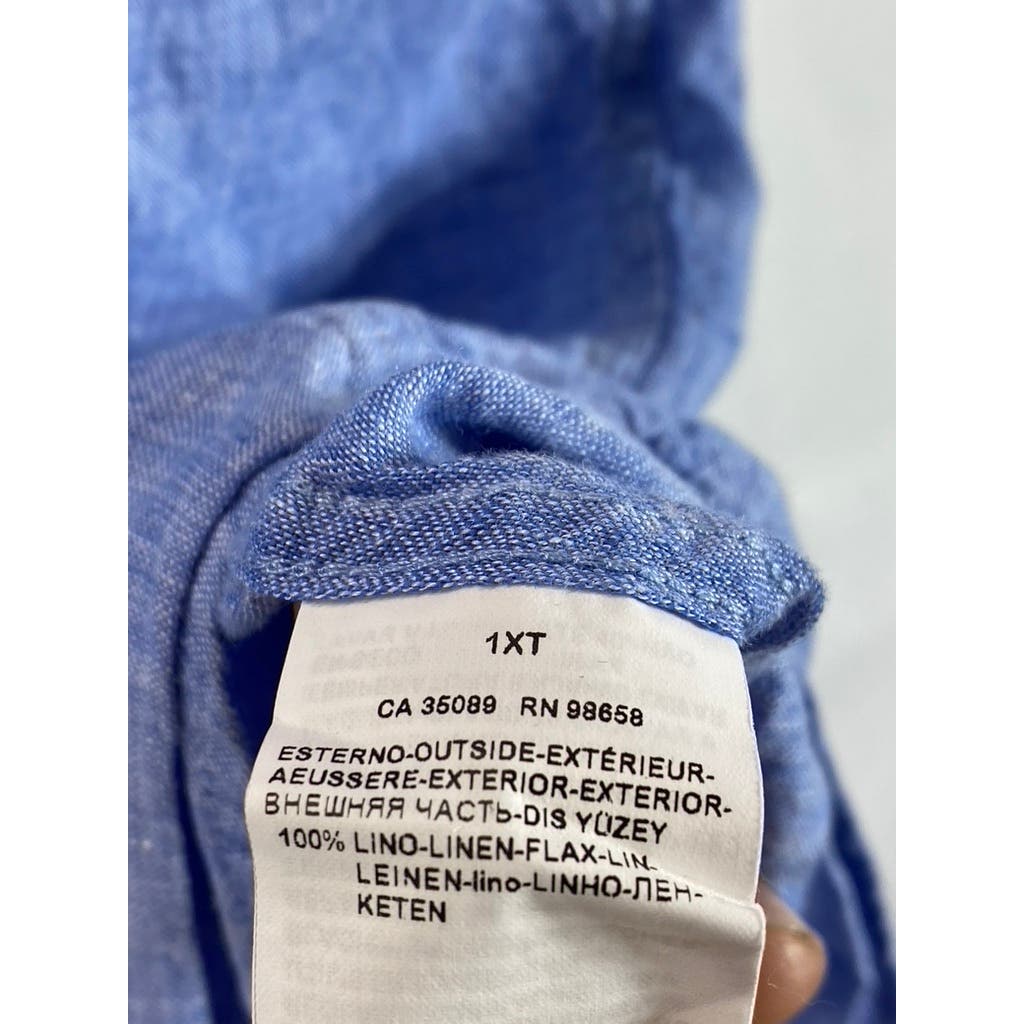 1XT
CA 35089 RN 98658
ESTERNO-OUTSIDE-EXTÉRIEUR-
AEUSSERE-EXTERIOR-EXTERIOR-
ВНЕШНЯЯ ЧАСТЬ-DIS YÜZEY
100% LINO-LINEN-FLAX-LIN-
LEINEN-lino-LINHO-ЛЕН-
KETEN